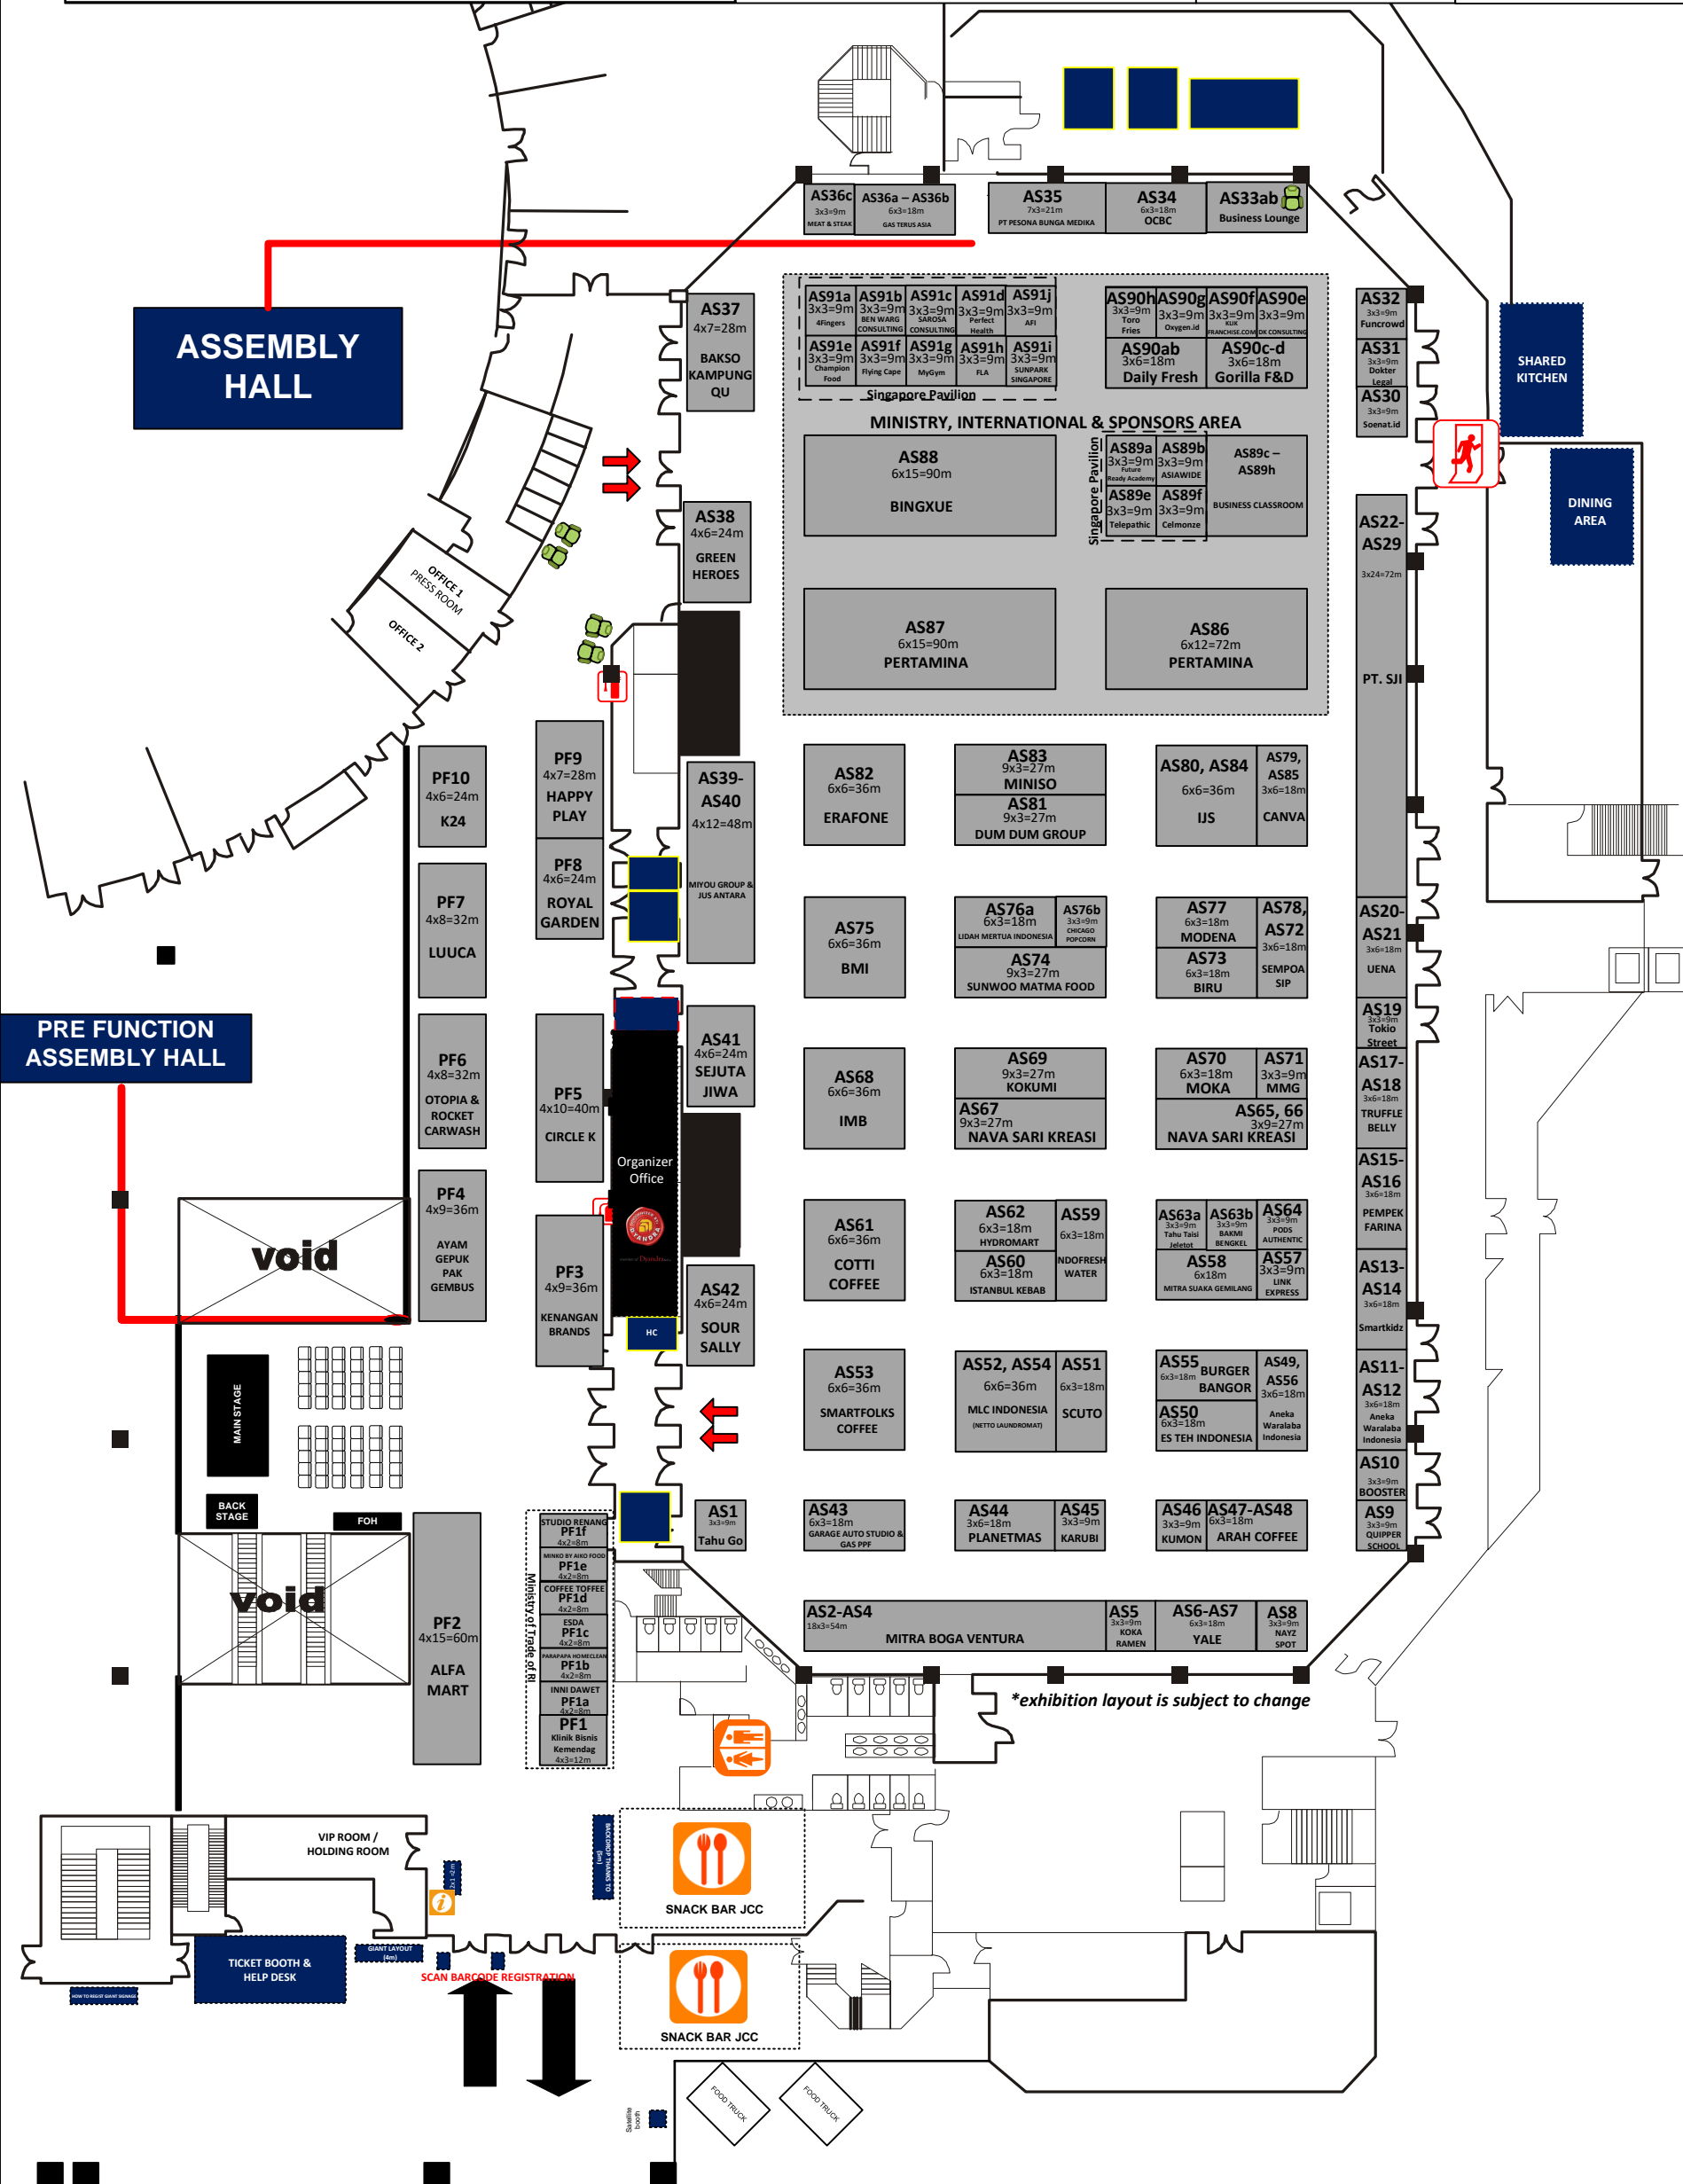 AS36c
3x3=9m
MEAT & STEAK
AS36a – AS36b
6x3=18m
GAS TERUS ASIA
AS35
7x3=21m
PT PESONA BUNGA MEDIKA
AS34
6x3=18m
OCBC
AS33ab
Business Lounge
ASSEMBLY
HALL
AS37
4x7=28m
BAKSO
KAMPUNG
QU
AS91a
3x3=9m
4Fingers
AS91b
3x3=9m
BEN WARG
CONSULTING
AS91c
3x3=9m
SAROSA
CONSULTING
AS91d
3x3=9m
Perfect
Health
AS91j
3x3=9m
AFI
AS91e
3x3=9m
Champion
Food
AS91f
3x3=9m
Flying Cape
AS91g
3x3=9m
MyGym
AS91h
3x3=9m
FLA
AS91i
3x3=9m
SUNPARK
SINGAPORE
Singapore Pavilion
AS90h
3x3=9m
Toro
Fries
AS90g
3x3=9m
Oxygen.id
AS90f
3x3=9m
FRANCHISE.COM
AS90e
3x3=9m
DK CONSULTING
AS90ab
3x6=18m
Daily Fresh
AS90c-d
3x6=18m
Gorilla F&D
AS32
3x3=9m
Funcrowd
AS31
3x3=9m
Dokter
Legal
AS30
3x3=9m
Soenat.id
SHARED
KITCHEN
DINING
AREA
MINISTRY, INTERNATIONAL & SPONSORS AREA
AS88
6x15=90m
BINGXUE
Singapore Pavilion
AS89a
3x3=9m
Future
Ready Academy
AS89b
3x3=9m
ASIAWIDE
AS89e
3x3=9m
Telepathic
AS89f
3x3=9m
Celmonze
AS89c –
AS89h
BUSINESS CLASSROOM
AS38
4x6=24m
GREEN
HEROES
OFFICE 1
PRESS ROOM
OFFICE 2
AS22-
AS29
3x24=72m
PT. SJI
AS87
6x15=90m
PERTAMINA
AS86
6x12=72m
PERTAMINA
PF10
4x6=24m
K24
PF9
4x7=28m
HAPPY
PLAY
AS39-
AS40
4x12=48m
MIYOU GROUP &
JUS ANTARA
AS82
6x6=36m
ERAFONE
AS83
9x3=27m
MINISO
AS81
9x3=27m
DUM DUM GROUP
AS80, AS84
6x6=36m
IJS
AS79,
AS85
3x6=18m
CANVA
PF8
4x6=24m
ROYAL
GARDEN
PF7
4x8=32m
LUUCA
AS75
6x6=36m
BMI
AS76a
6x3=18m
LIDAH MERTUA INDONESIA
AS76b
3x3=9m
CHICAGO
POPCORN
AS74
9x3=27m
SUNWOO MATMA FOOD
AS77
6x3=18m
MODENA
AS73
6x3=18m
BIRU
AS78,
AS72
3x6=18m
SEMPOA
SIP
AS20-
AS21
3x6=18m
UENA
AS19
3x3=9m
Tokio
Street
PRE FUNCTION
ASSEMBLY HALL
PF6
4x8=32m
OTOPIA &
ROCKET
CARWASH
PF5
4x10=40m
CIRCLE K
AS41
4x6=24m
SEJUTA
JIWA
AS68
6x6=36m
IMB
AS69
9x3=27m
KOKUMI
AS67
9x3=27m
NAVA SARI KREASI
AS70
6x3=18m
MOKA
AS71
3x3=9m
MMG
AS65, 66
3x9=27m
NAVA SARI KREASI
AS17-
AS18
3x6=18m
TRUFFLE
BELLY
Organizer
Office
DYANDRA
AS15-
AS16
3x6=18m
PEMPEK
FARINA
void
PF4
4x9=36m
AYAM
GEPUK
PAK
GEMBUS
PF3
4x9=36m
KENANGAN
BRANDS
HC
AS42
4x6=24m
SOUR
SALLY
AS61
6x6=36m
COTTI
COFFEE
AS62
6x3=18m
HYDROMART
AS60
6x3=18m
ISTANBUL KEBAB
AS59
6x3=18m
NDOFRESH
WATER
AS63a
3x3=9m
Tahu Taisi
Jeletot
AS63b
3x3=9m
BAKMI
BENGKEL
AS64
3x3=9m
PODS
AUTHENTIC
AS58
6x18m
MITRA SUAKA GEMILANG
AS57
3x3=9m
LINK
EXPRESS
AS13-
AS14
3x6=18m
Smartkidz
MAIN STAGE
BACK
STAGE
FOH
AS53
6x6=36m
SMARTFOLKS
COFFEE
AS52, AS54
6x6=36m
MLC INDONESIA
(NETTO LAUNDROMAT)
AS51
6x3=18m
SCUTO
AS55
6x3=18m
BURGER
BANGOR
AS50
6x3=18m
ES TEH INDONESIA
AS49,
AS56
3x6=18m
Aneka
Waralaba
Indonesia
AS11-
AS12
3x6=18m
Aneka
Waralaba
Indonesia
AS10
3x3=9m
BOOSTER
AS9
3x3=9m
QUIPPER
SCHOOL
AS1
3x3=9m
Tahu Go
AS43
6x3=18m
GARAGE AUTO STUDIO &
GAS PPF
AS44
3x6=18m
PLANETMAS
AS45
3x3=9m
KARUBI
AS46
3x3=9m
KUMON
AS47-AS48
6x3=18m
ARAH COFFEE
void
PF2
4x15=60m
ALFA
MART
Ministry of Trade of RI
STUDIO RENANG
PF1f
4x2=8m
MINKO BY AIKO FOOD
PF1e
4x2=8m
COFFEE TOFFEE
PF1d
4x2=8m
ESDA
PF1c
4x2=8m
PARAPAPA HOMECLEAN
PF1b
4x2=8m
INNI DAWET
PF1a
4x2=8m
PF1
Klinik Bisnis
Kemendag
4x3=12m
AS2-AS4
18x3=54m
MITRA BOGA VENTURA
AS5
3x3=9m
KOKA
RAMEN
AS6-AS7
6x3=18m
YALE
AS8
3x3=9m
NAYZ
SPOT
*exhibition layout is subject to change
VIP ROOM /
HOLDING ROOM
2x1 =2m
i
BACKDROP THANKS TO
(5m)
SNACK BAR JCC
TICKET BOOTH &
HELP DESK
GIANT LAYOUT
(4m)
HOW TO REGIST GIANT SIGNAGE
SCAN BARCODE REGISTRATION
SNACK BAR JCC
Satellite
booth
FOOD TRUCK
FOOD TRUCK